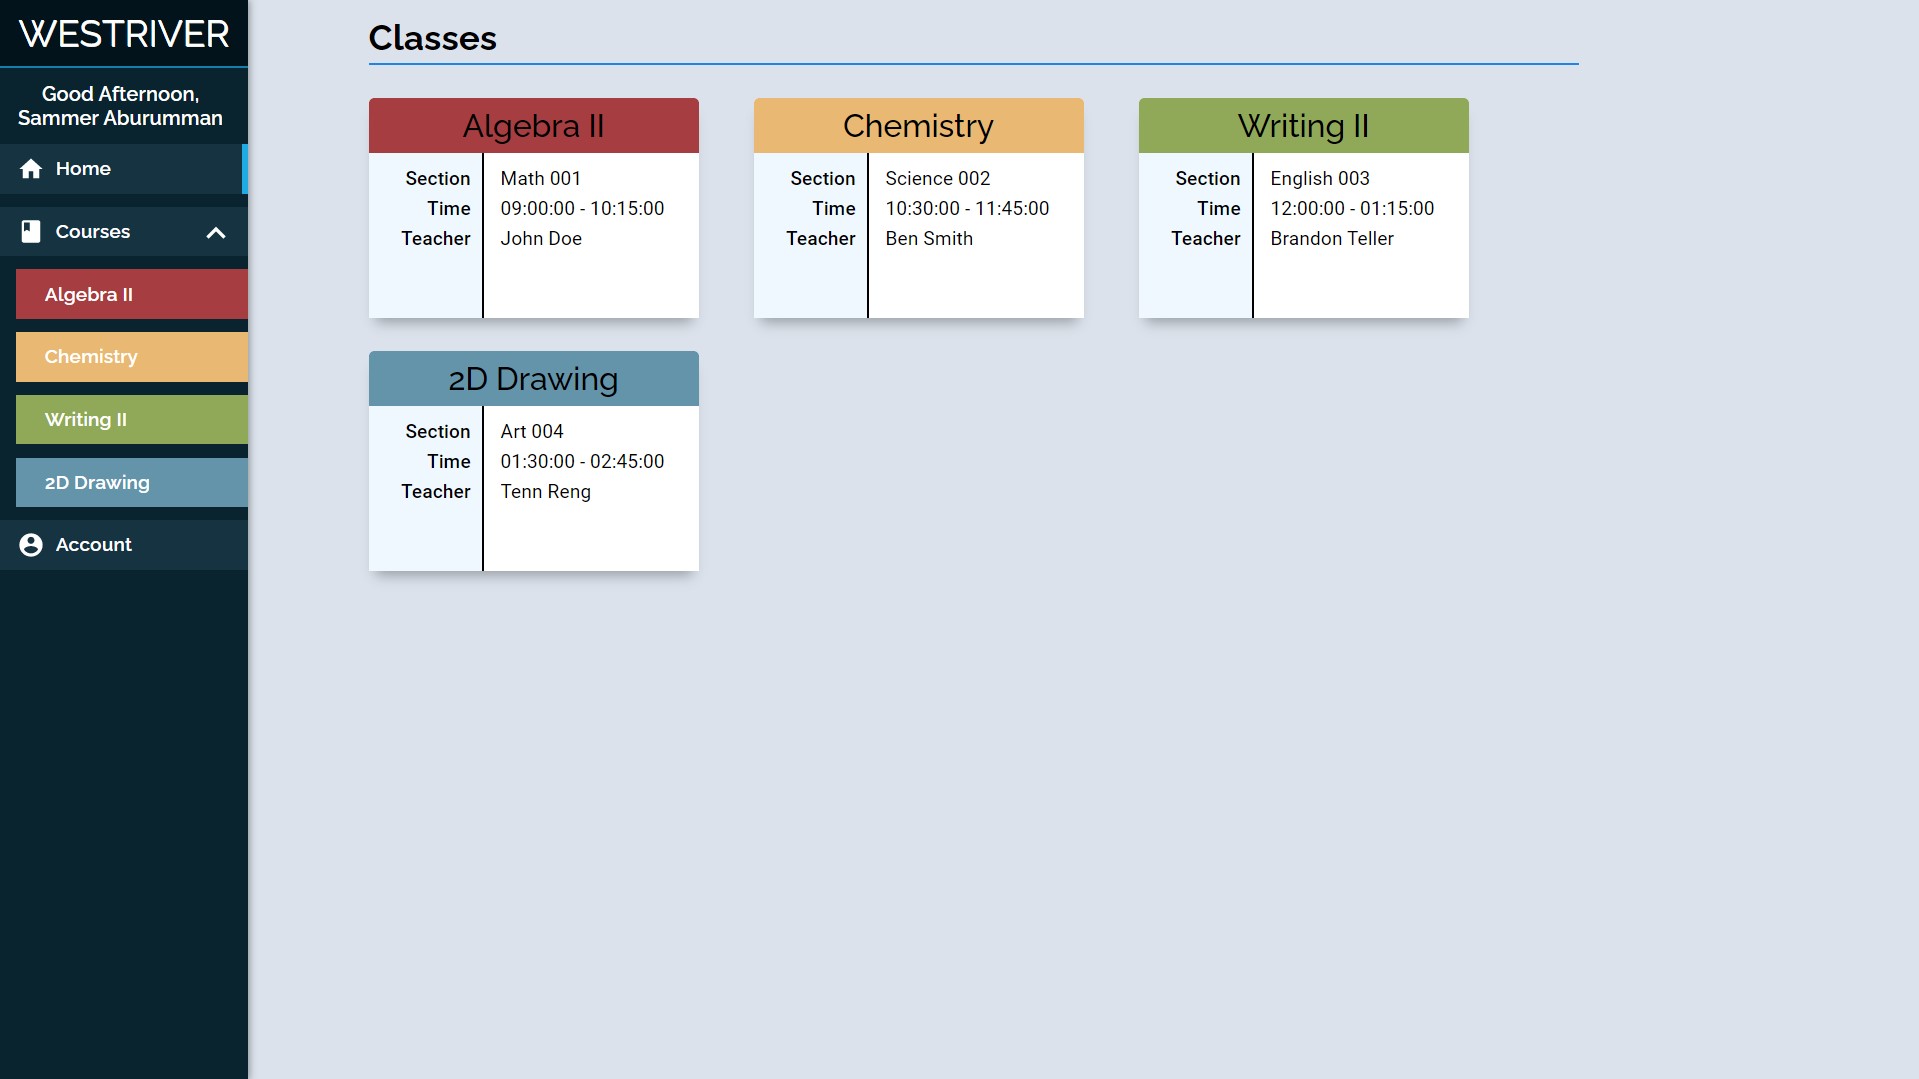 WESTRIVER
Good Afternoon,
Sammer Aburumman
Home
Courses
Algebra II
Chemistry
Writing II
2D Drawing
Account
Classes
Algebra II
Section Math 001
Time 09:00:00 - 10:15:00
Teacher John Doe
Chemistry
Section Science 002
Time 10:30:00 - 11:45:00
Teacher Ben Smith
Writing II
Section English 003
Time 12:00:00 - 01:15:00
Teacher Brandon Teller
2D Drawing
Section Art 004
Time 01:30:00 - 02:45:00
Teacher Tenn Reng